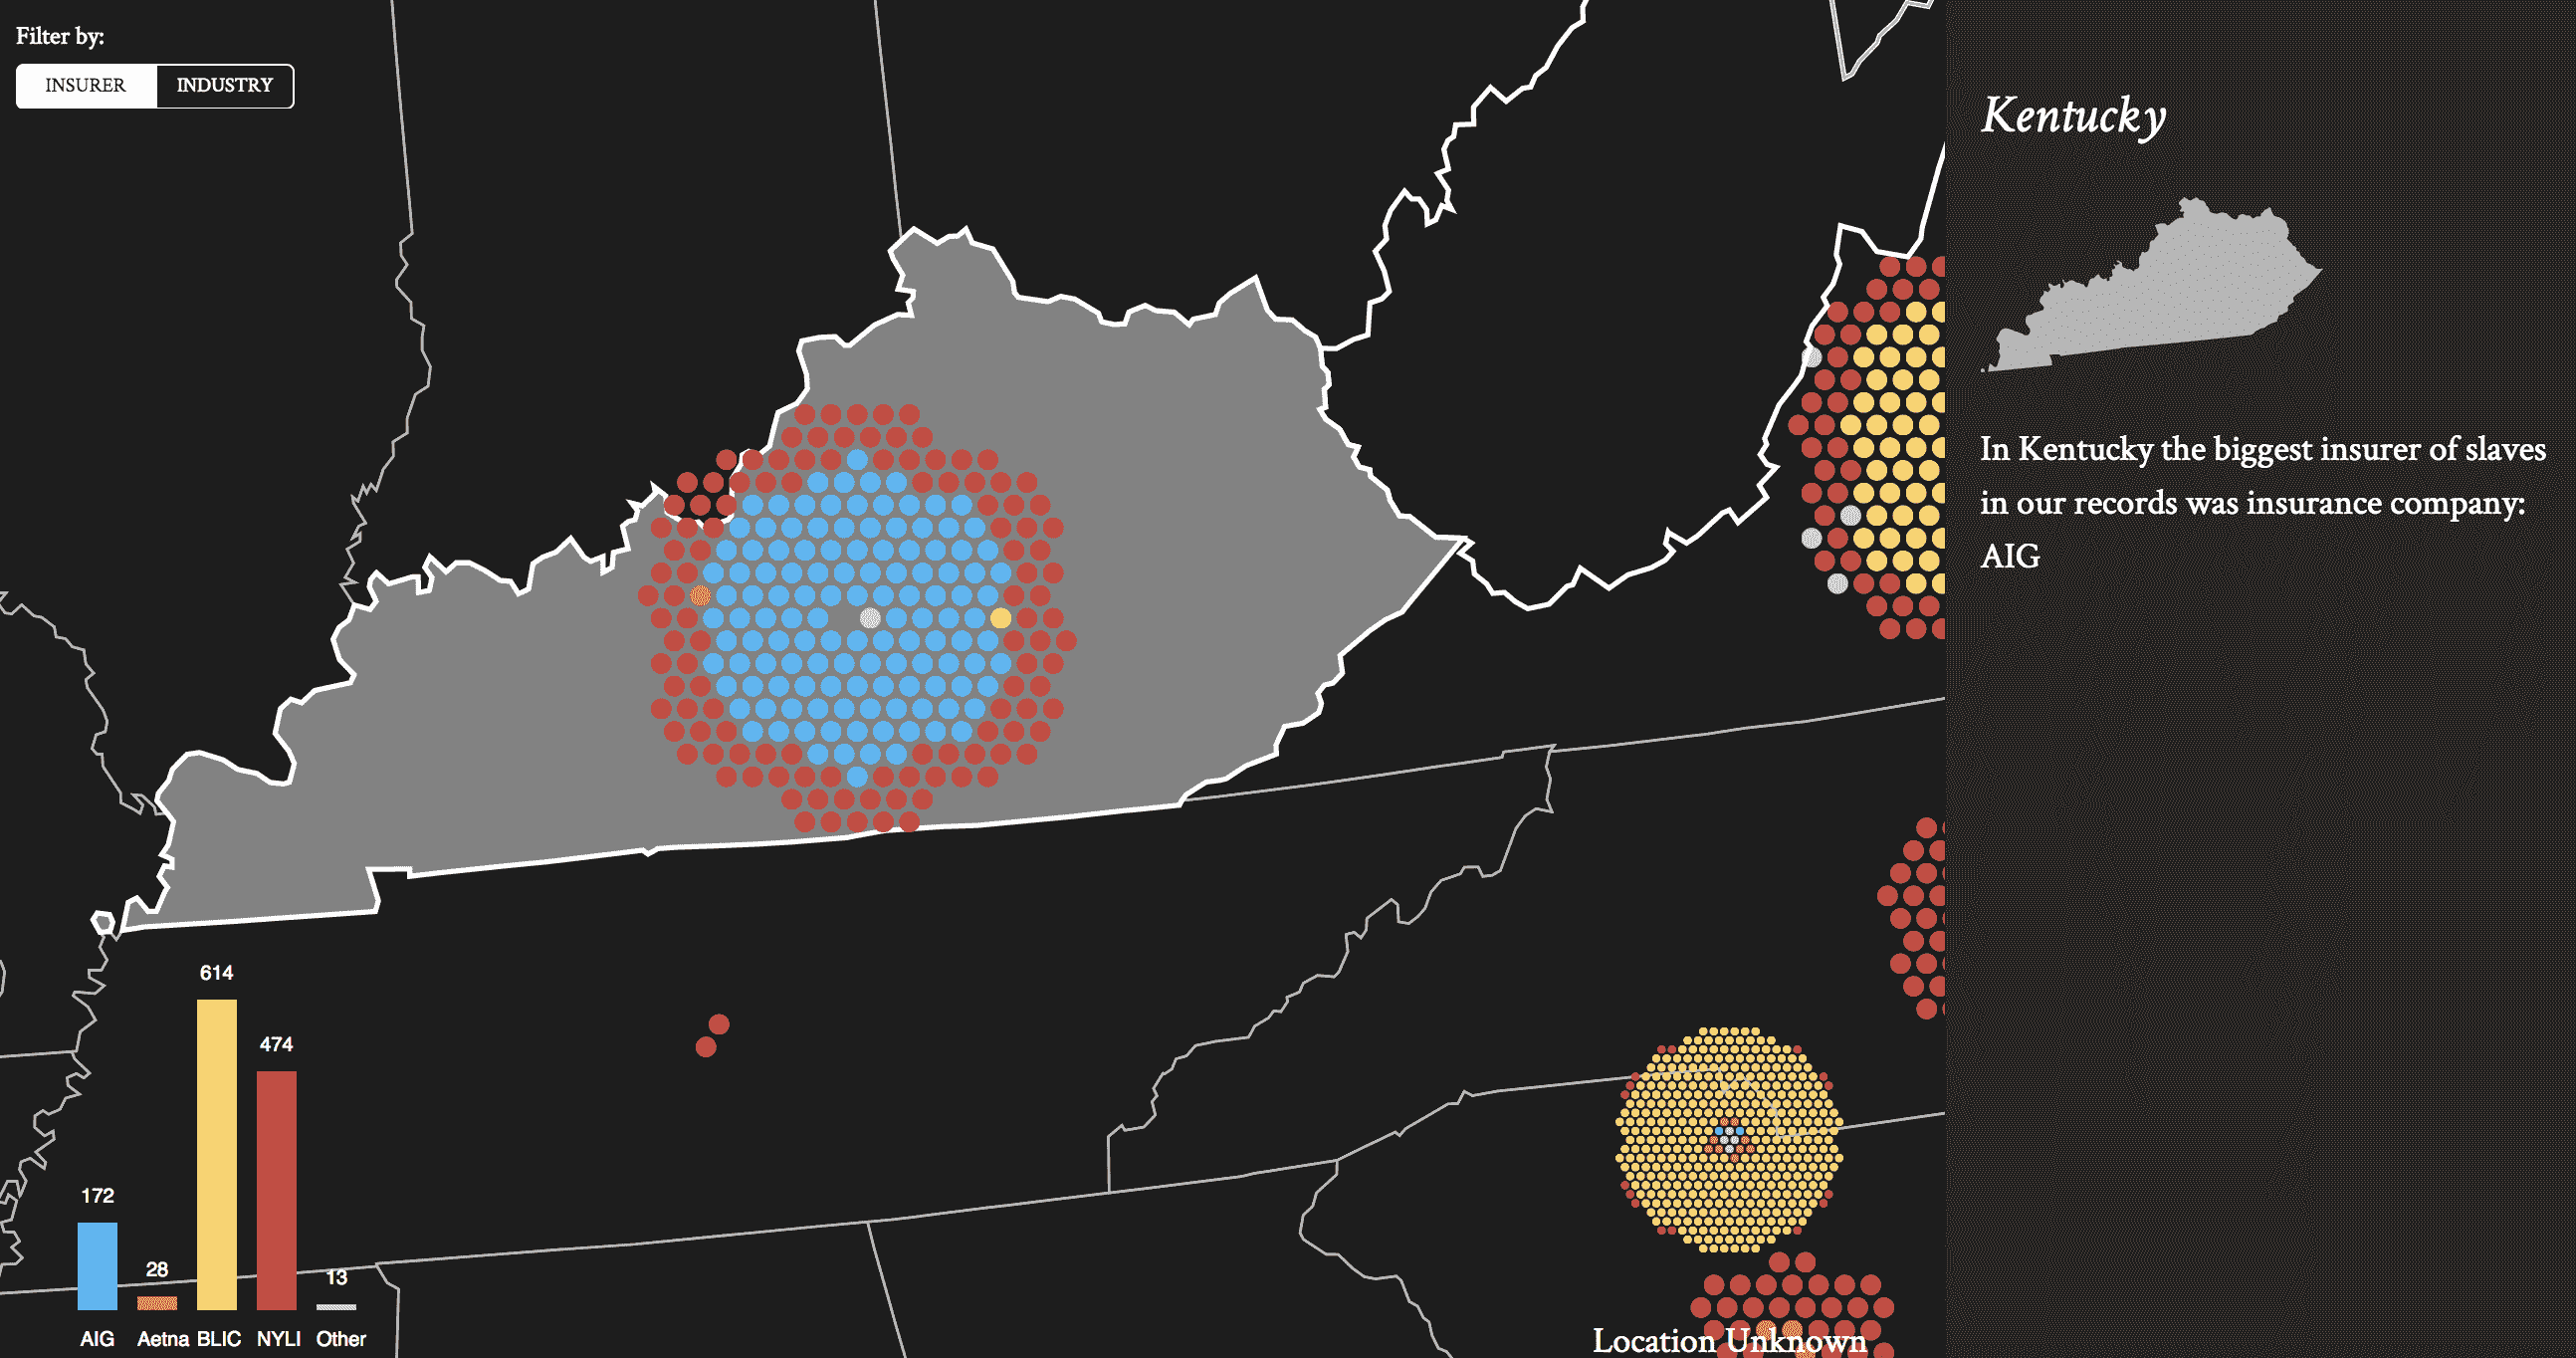 Filter by:
INSURER INDUSTRY
Kentucky
In Kentucky the biggest insurer of slaves
in our records was insurance company:
AIG
614
474
172
28
13
AIG Aetna BLIC NYLI Other
Location Unknown